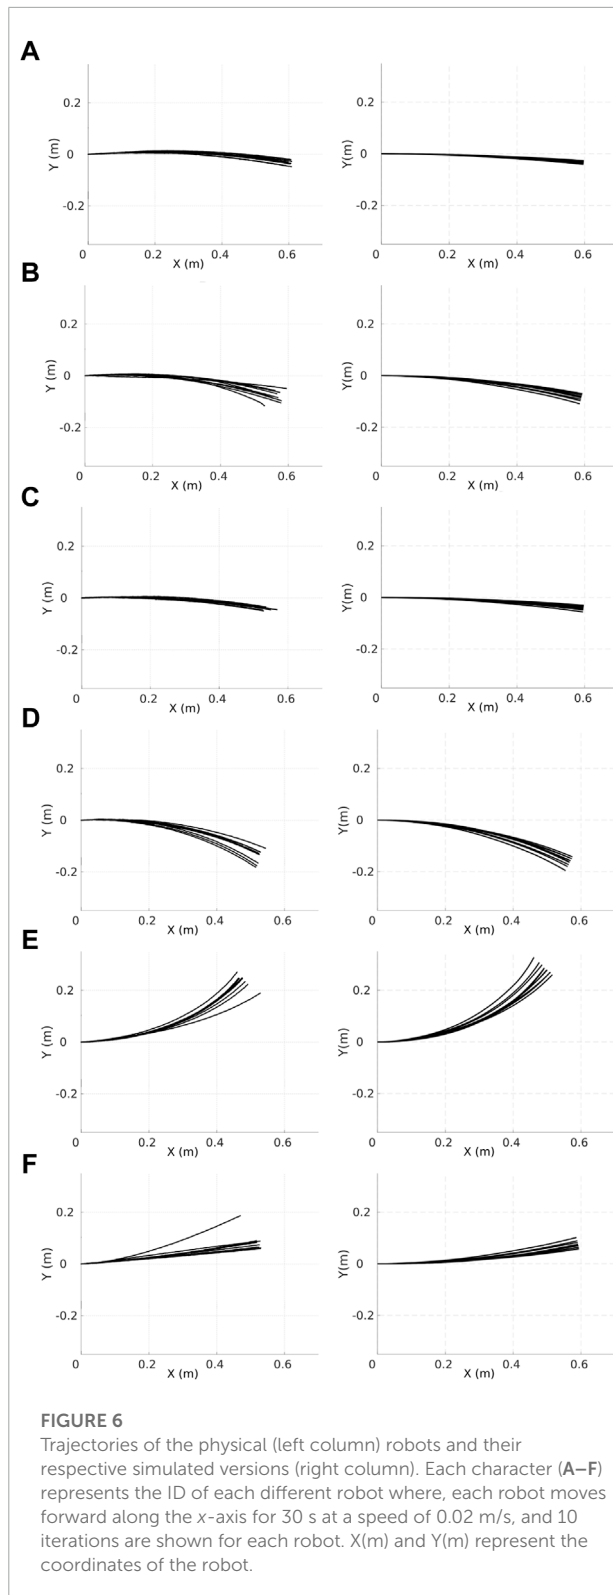 A
0.2
0
-0.2
Y (m)
0 0.2 0.4 0.6
X (m)
0.2
0
-0.2
Y(m)
0 0.2 0.4 0.6
X (m)
B
0.2
0
-0.2
Y (m)
0 0.2 0.4 0.6
X (m)
0.2
0
-0.2
Y(m)
0 0.2 0.4 0.6
X (m)
C
0.2
0
-0.2
Y (m)
0 0.2 0.4 0.6
X (m)
0.2
0
-0.2
Y(m)
0 0.2 0.4 0.6
X (m)
D
0.2
0
-0.2
Y (m)
0 0.2 0.4 0.6
X (m)
0.2
0
-0.2
Y(m)
0 0.2 0.4 0.6
X (m)
E
0.2
0
-0.2
Y (m)
0 0.2 0.4 0.6
X (m)
0.2
0
-0.2
Y(m)
0 0.2 0.4 0.6
X (m)
F
0.2
0
-0.2
Y (m)
0 0.2 0.4 0.6
X (m)
0.2
0
-0.2
Y(m)
0 0.2 0.4 0.6
X (m)
FIGURE 6
Trajectories of the physical (left column) robots and their
respective simulated versions (right column). Each character (A–F)
represents the ID of each different robot where, each robot moves
forward along the x-axis for 30 s at a speed of 0.02 m/s, and 10
iterations are shown for each robot. X(m) and Y(m) represent the
coordinates of the robot.